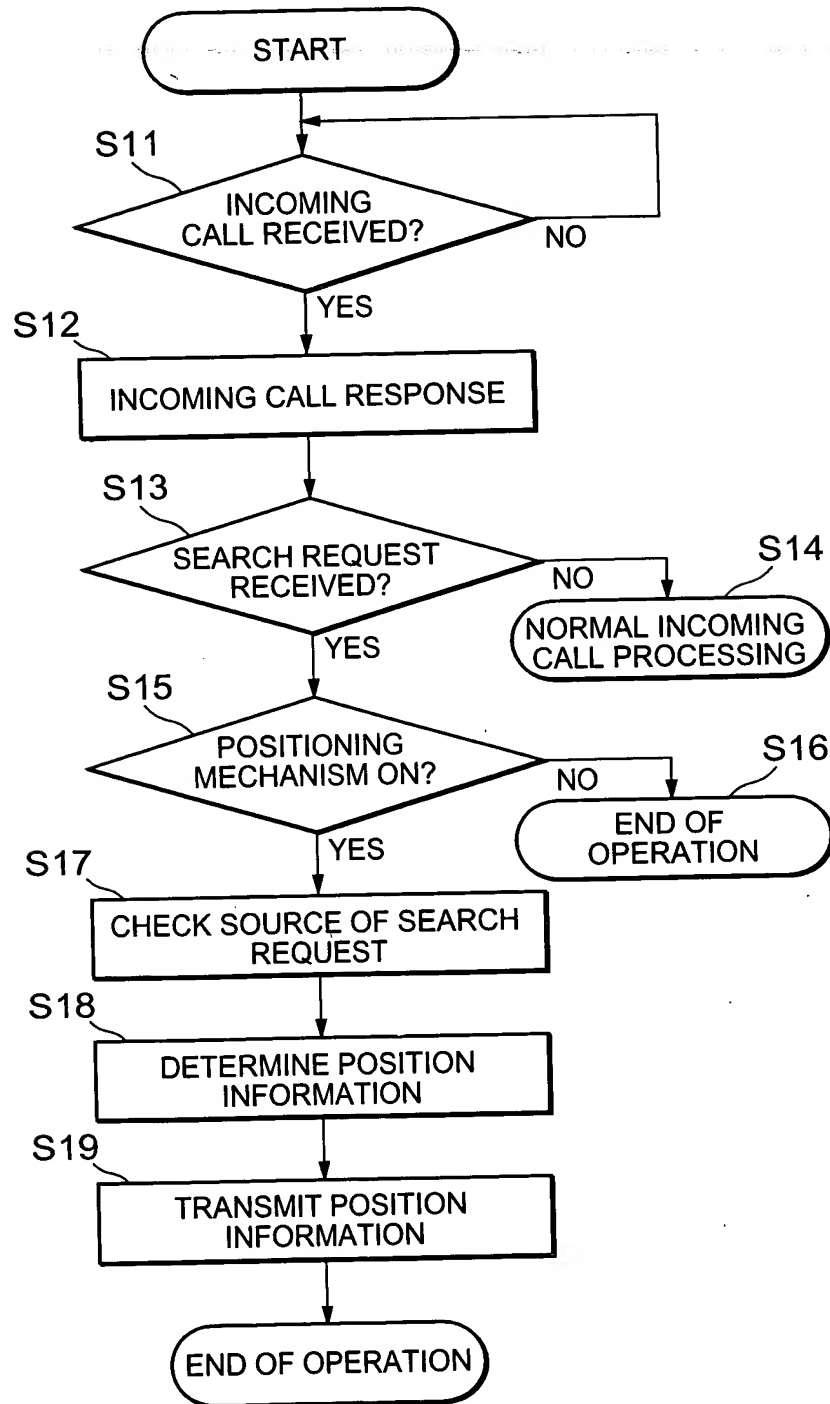 START
S11
INCOMING
CALL RECEIVED?
NO
YES
S12
INCOMING CALL RESPONSE
S13
SEARCH REQUEST
RECEIVED?
NO
S14
NORMAL INCOMING
CALL PROCESSING
YES
S15
POSITIONING
MECHANISM ON?
NO
S16
END OF
OPERATION
YES
S17
CHECK SOURCE OF SEARCH
REQUEST
S18
DETERMINE POSITION
INFORMATION
S19
TRANSMIT POSITION
INFORMATION
END OF OPERATION